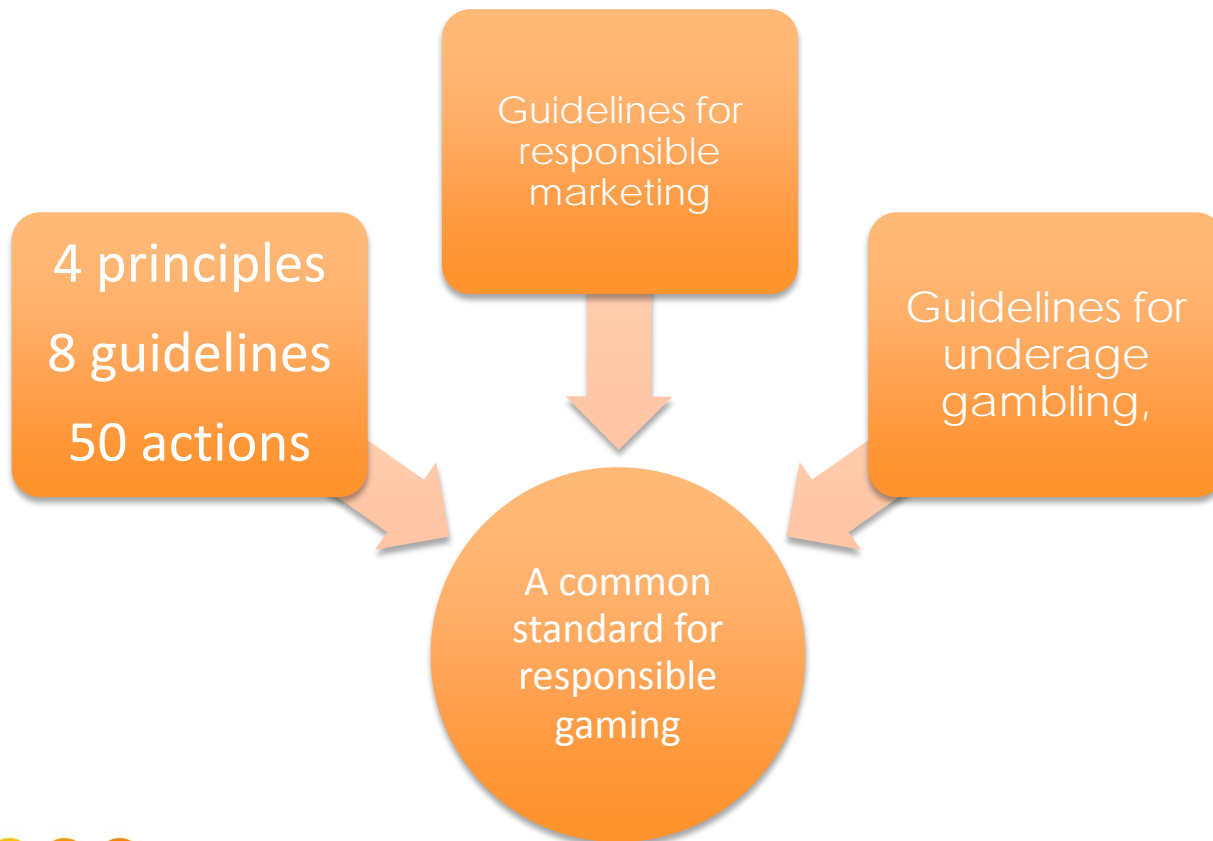 Guidelines for
responsible
marketing
4 principles
8 guidelines
50 actions
Guidelines for
underage
gambling,
A common
standard for
responsible
gaming